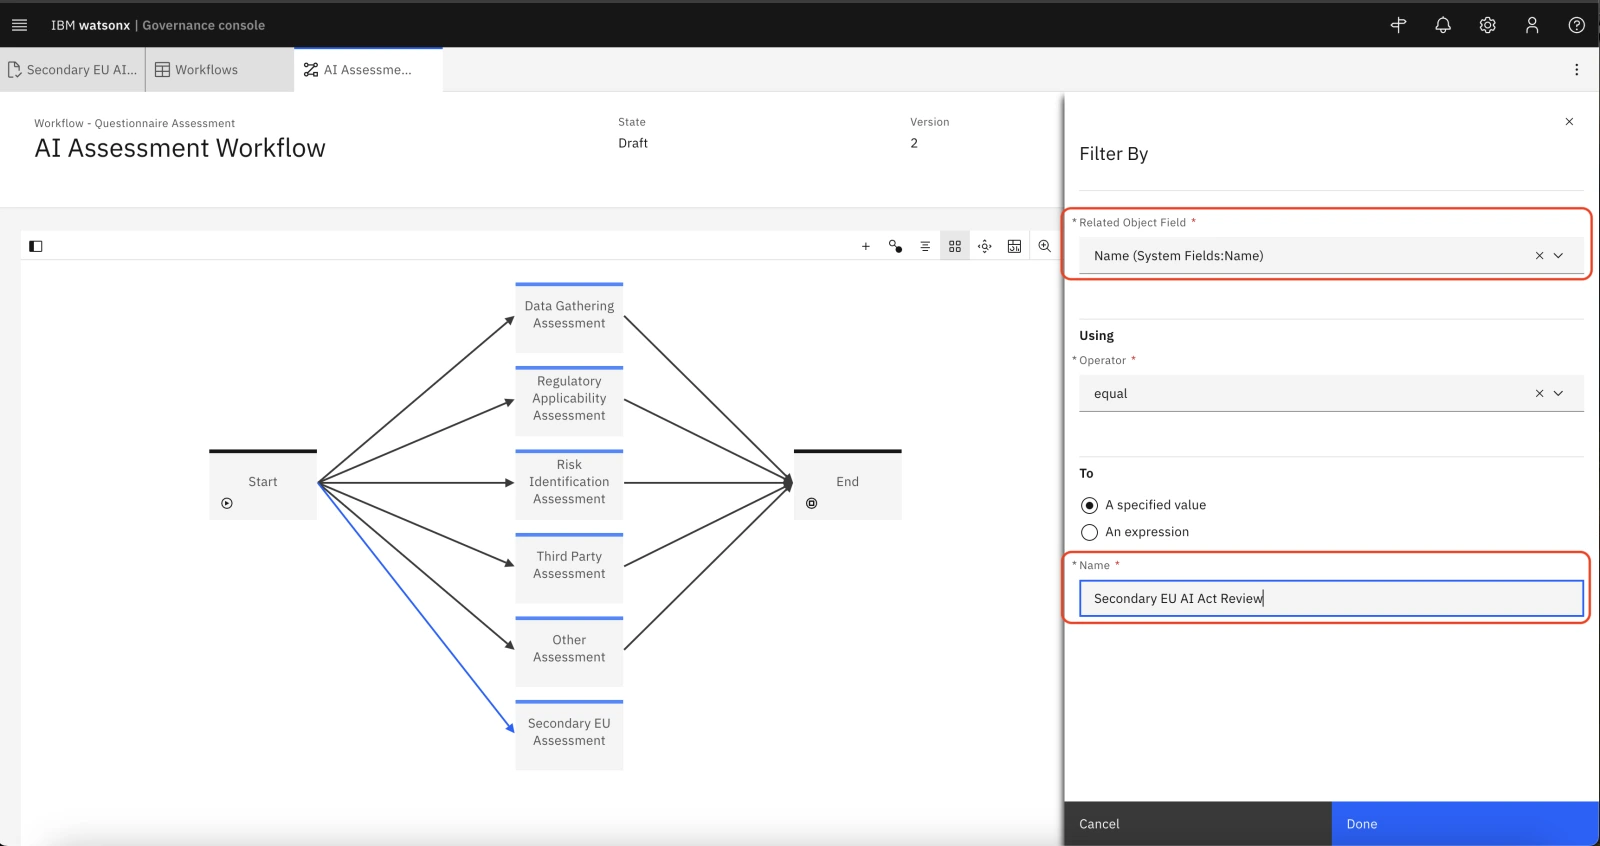 IBM watsonx | Governance console
Secondary EU AI...
Workflows
AI Assessme...
Workflow - Questionnaire Assessment
AI Assessment Workflow
State
Draft
Version
2
Data Gathering
Assessment
Regulatory
Applicability
Assessment
Risk
Identification
Assessment
Start
End
Third Party
Assessment
Other
Assessment
Secondary EU
Assessment
Filter By
* Related Object Field *
Name (System Fields:Name)
Using
* Operator *
equal
To
A specified value
An expression
* Name *
Secondary EU AI Act Review
Cancel
Done